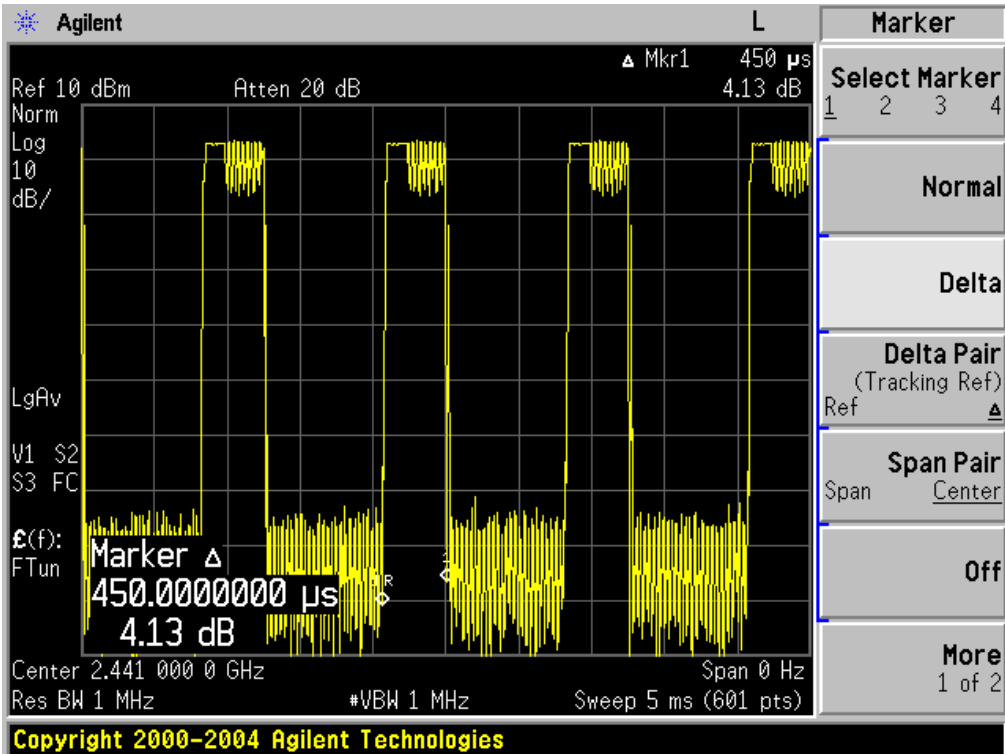 Agilent L Marker
Δ Mkr1 450 µs
Ref 10 dBm Atten 20 dB 4.13 dB
Norm
Log
10
dB/
LgAv
V1 S2
S3 FC
£(f):
FTun
Marker Δ
450.0000000 µs
4.13 dB
R
Center 2.441 000 0 GHz Span 0 Hz
Res BW 1 MHz #VBW 1 MHz Sweep 5 ms (601 pts)
Copyright 2000-2004 Agilent Technologies
Select Marker
1 2 3 4
Normal
Delta
Delta Pair
(Tracking Ref)
Ref Δ
Span Pair
Span Center
Off
More
1 of 2